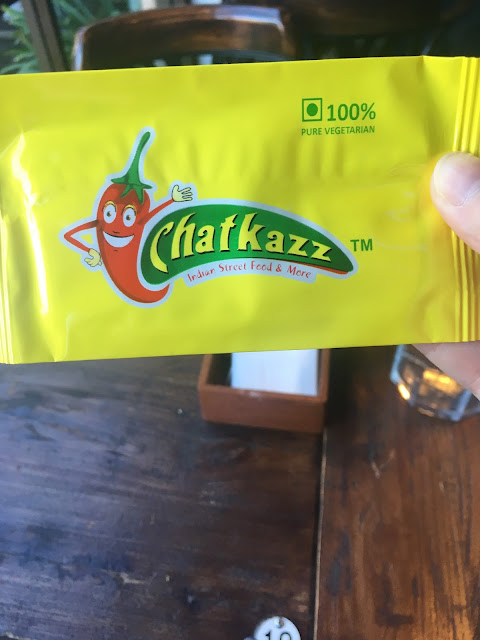 100%
PURE VEGETARIAN
Chatkazz TM
Indian Street Food & More